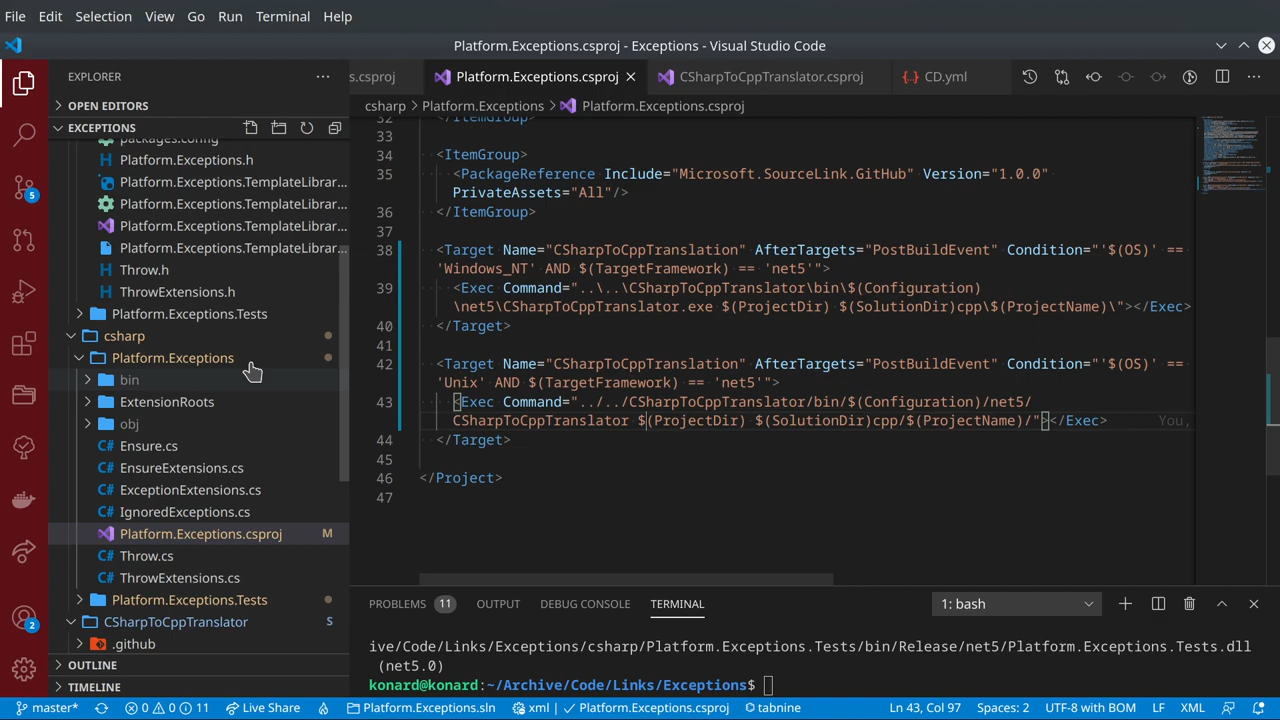 File Edit Selection View Go Run Terminal Help
Platform.Exceptions.csproj - Exceptions - Visual Studio Code
EXPLORER
OPEN EDITORS
EXCEPTIONS
packages.config
Platform.Exceptions.h
Platform.Exceptions.TemplateLibrar...
Platform.Exceptions.TemplateLibrar...
Platform.Exceptions.TemplateLibrar...
Platform.Exceptions.TemplateLibrar...
Throw.h
ThrowExtensions.h
Platform.Exceptions.Tests
csharp
Platform.Exceptions
bin
ExtensionRoots
obj
Ensure.cs
EnsureExtensions.cs
ExceptionExtensions.cs
IgnoredExceptions.cs
Platform.Exceptions.csproj M
Throw.cs
ThrowExtensions.cs
Platform.Exceptions.Tests
CSharpToCppTranslator S
.github
OUTLINE
TIMELINE
5
2
s.csproj Platform.Exceptions.csproj CSharpToCppTranslator.csproj CD.yml
csharp > Platform.Exceptions > Platform.Exceptions.csproj
32 </ItemGroup>
33
34 <ItemGroup>
35 <PackageReference Include="Microsoft.SourceLink.GitHub" Version="1.0.0"
PrivateAssets="All"/>
36 </ItemGroup>
37
38 <Target Name="CSharpToCppTranslation" AfterTargets="PostBuildEvent" Condition="'$(OS)' ==
'Windows_NT' AND $(TargetFramework) == 'net5'">
39 <Exec Command="..\..\CSharpToCppTranslator\bin\$(Configuration)
\net5\CSharpToCppTranslator.exe $(ProjectDir) $(SolutionDir)cpp\$(ProjectName)\"></Exec>
40 </Target>
41
42 <Target Name="CSharpToCppTranslation" AfterTargets="PostBuildEvent" Condition="'$(OS)' ==
'Unix' AND $(TargetFramework) == 'net5'">
43 <Exec Command="../../CSharpToCppTranslator/bin/$(Configuration)/net5/
CSharpToCppTranslator $(ProjectDir) $(SolutionDir)cpp/$(ProjectName)/"></Exec> You,
44 </Target>
45
46 </Project>
47
PROBLEMS 11 OUTPUT DEBUG CONSOLE TERMINAL 1: bash
ive/Code/Links/Exceptions/csharp/Platform.Exceptions.Tests/bin/Release/net5/Platform.Exceptions.Tests.dll
(net5.0)
konard@konard:~/Archive/Code/Links/Exceptions$
master* 0 0 11 Live Share Platform.Exceptions.sln xml Platform.Exceptions.csproj tabnine Ln 43, Col 97 Spaces: 2 UTF-8 with BOM LF XML